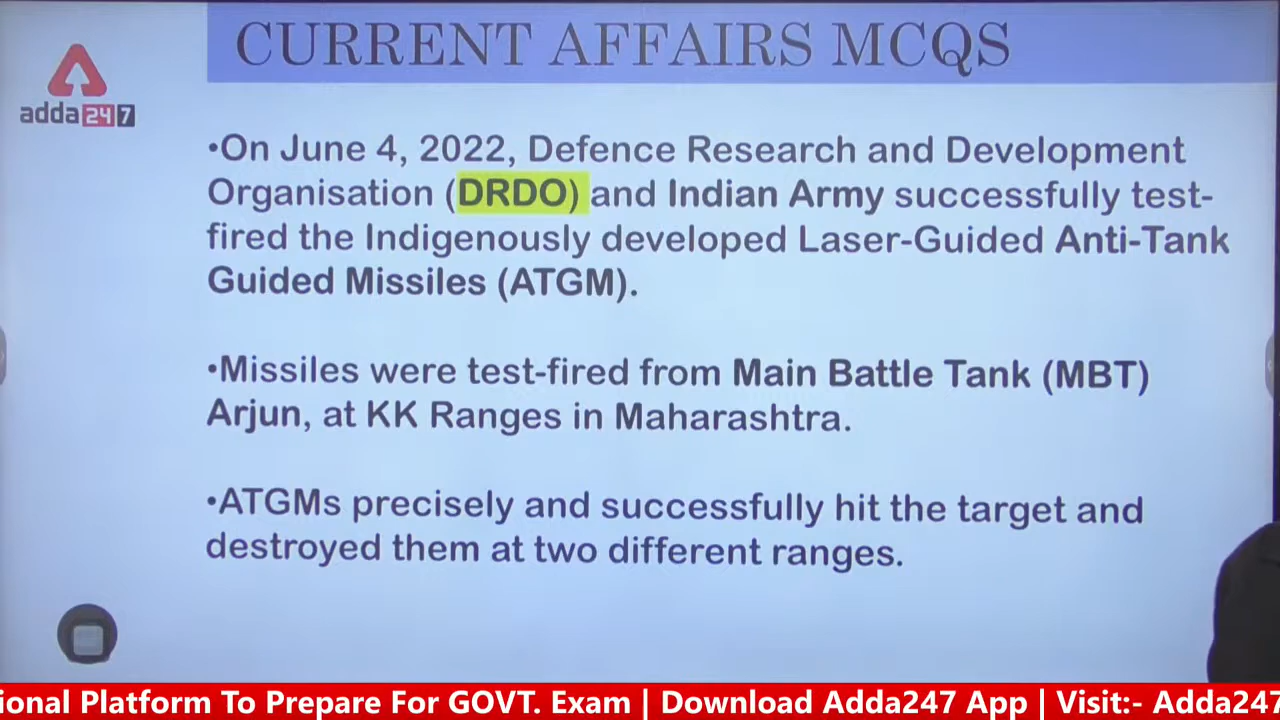 CURRENT AFFAIRS MCQS
adda247
•On June 4, 2022, Defence Research and Development
Organisation (DRDO) and Indian Army successfully test-
fired the Indigenously developed Laser-Guided Anti-Tank
Guided Missiles (ATGM).
•Missiles were test-fired from Main Battle Tank (MBT)
Arjun, at KK Ranges in Maharashtra.
•ATGMs precisely and successfully hit the target and
destroyed them at two different ranges.
ional Platform To Prepare For GOVT. Exam | Download Adda247 App | Visit:- Adda247